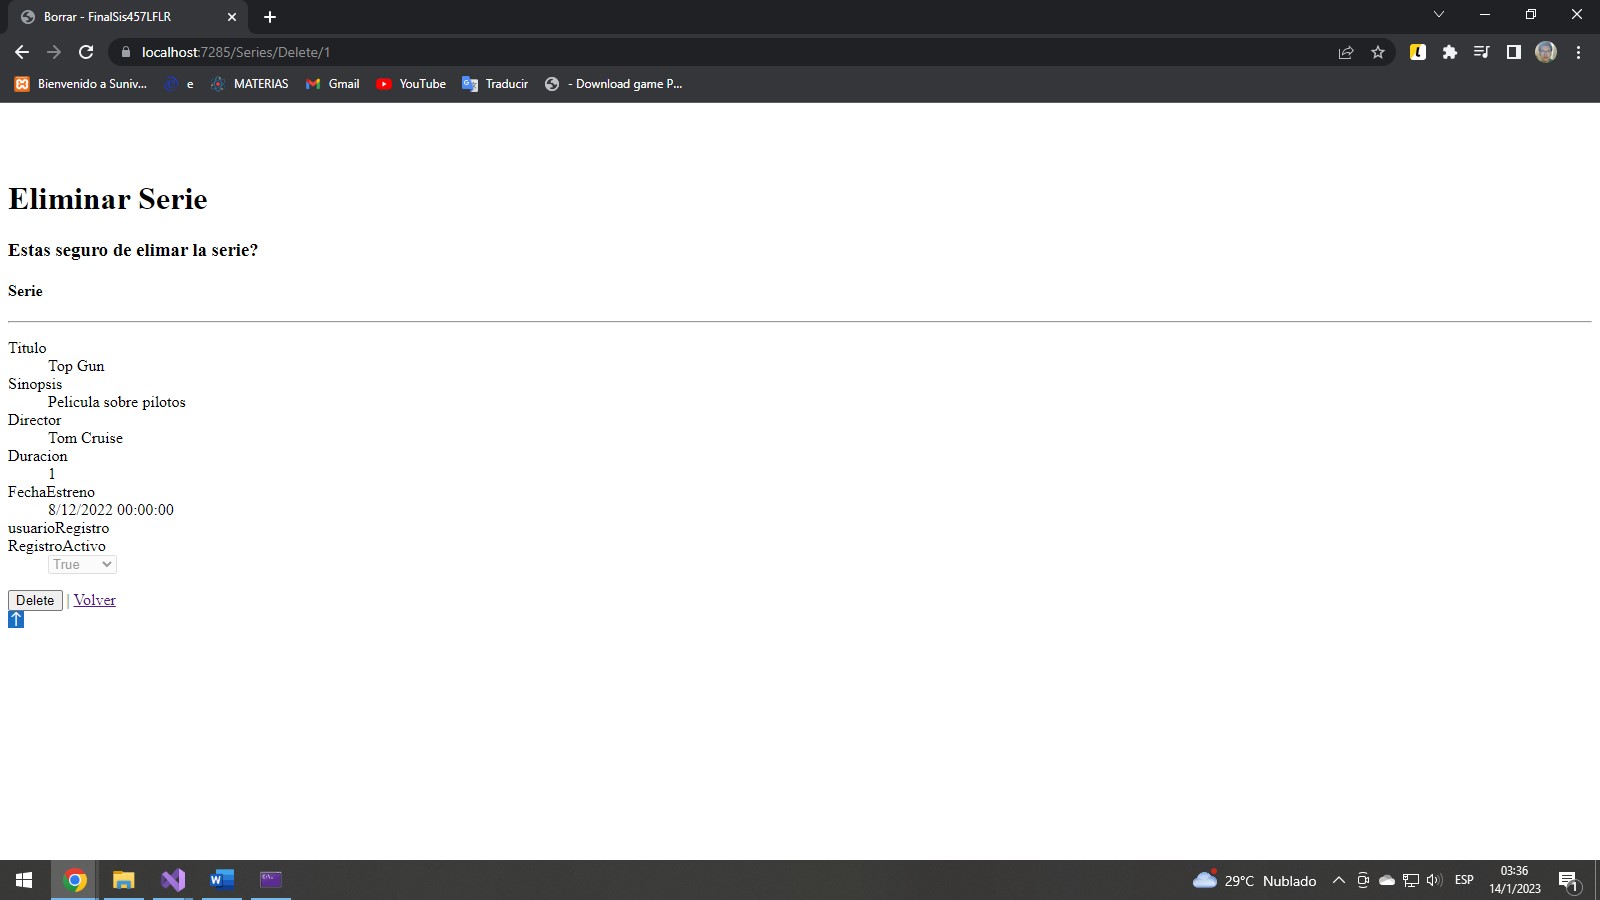 Borrar - FinalSis457LFLR
localhost:7285/Series/Delete/1
Bienvenido a Suniv... e MATERIAS Gmail YouTube Traducir - Download game P...
Eliminar Serie
Estas seguro de elimar la serie?
Serie
Titulo
Top Gun
Sinopsis
Pelicula sobre pilotos
Director
Tom Cruise
Duracion
1
FechaEstreno
8/12/2022 00:00:00
usuarioRegistro
RegistroActivo
True
Delete | Volver
↑
29°C Nublado ESP 03:36
14/1/2023
1